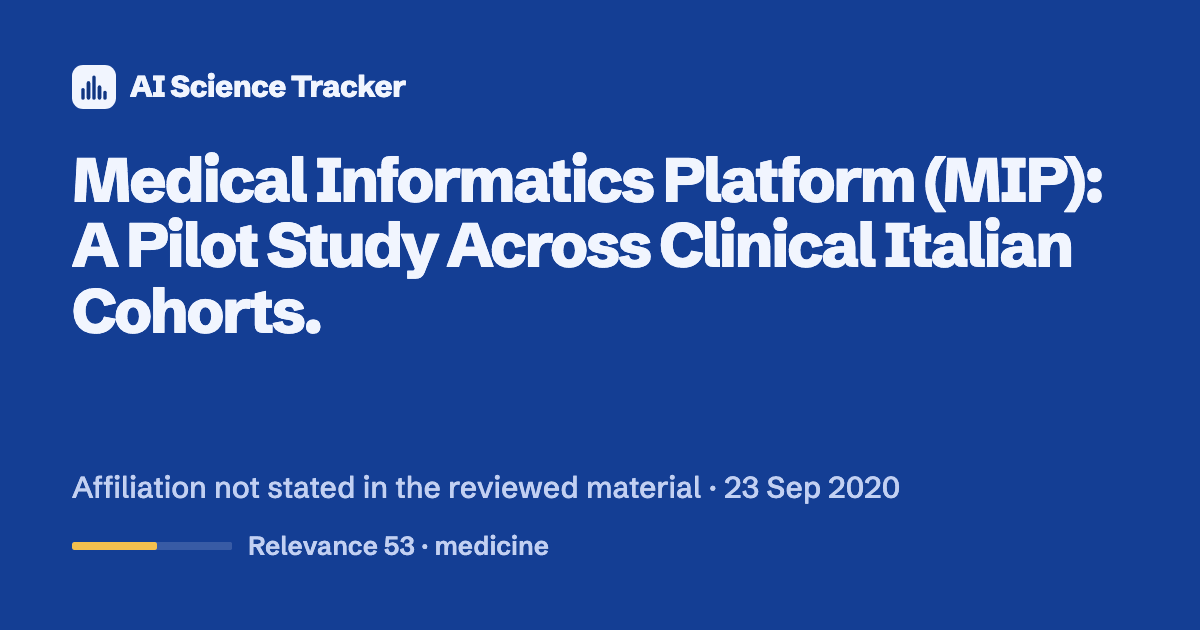 AI Science Tracker
Medical Informatics Platform (MIP):
A Pilot Study Across Clinical Italian
Cohorts.
Affiliation not stated in the reviewed material · 23 Sep 2020
Relevance 53 · medicine